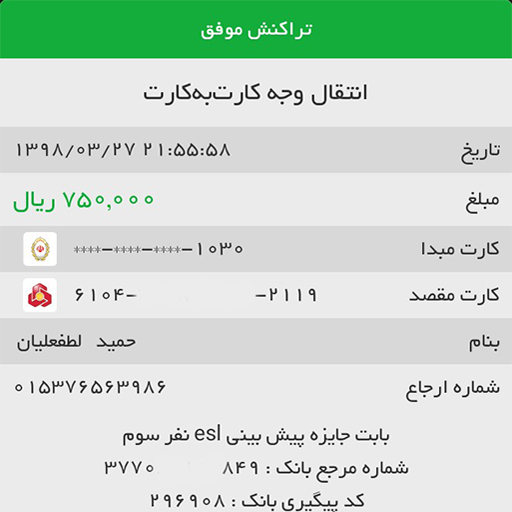 تراکنش موفق
انتقال وجه کارت‌به‌کارت
تاریخ ۱۳۹۸/۰۳/۲۷ ۲۱:۵۵:۵۸
مبلغ ۷۵۰,۰۰۰ ریال
کارت مبدا ****-****-****-۱۰۳۰
کارت مقصد ۶۱۰۴- -۲۱۱۹
بنام حمید لطفعلیان
شماره ارجاع ۰۱۵۳۷۶۵۶۳۹۸۶
بابت جایزه پیش بینی esl نفر سوم
شماره مرجع بانک : ۸۴۹ ۳۷۷۰
کد پیگیری بانک : ۲۹۶۹۰۸